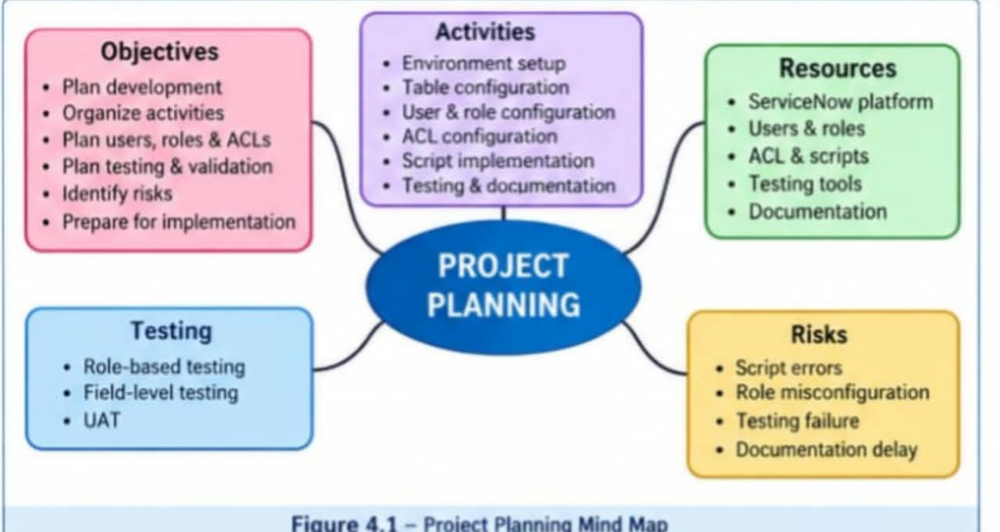 Objectives
• Plan development
• Organize activities
• Plan users, roles & ACLs
• Plan testing & validation
• Identify risks
• Prepare for implementation
Activities
• Environment setup
• Table configuration
• User & role configuration
• ACL configuration
• Script implementation
• Testing & documentation
Resources
• ServiceNow platform
• Users & roles
• ACL & scripts
• Testing tools
• Documentation
PROJECT
PLANNING
Testing
• Role-based testing
• Field-level testing
• UAT
Risks
• Script errors
• Role misconfiguration
• Testing failure
• Documentation delay
Figure 4.1 – Project Planning Mind Map